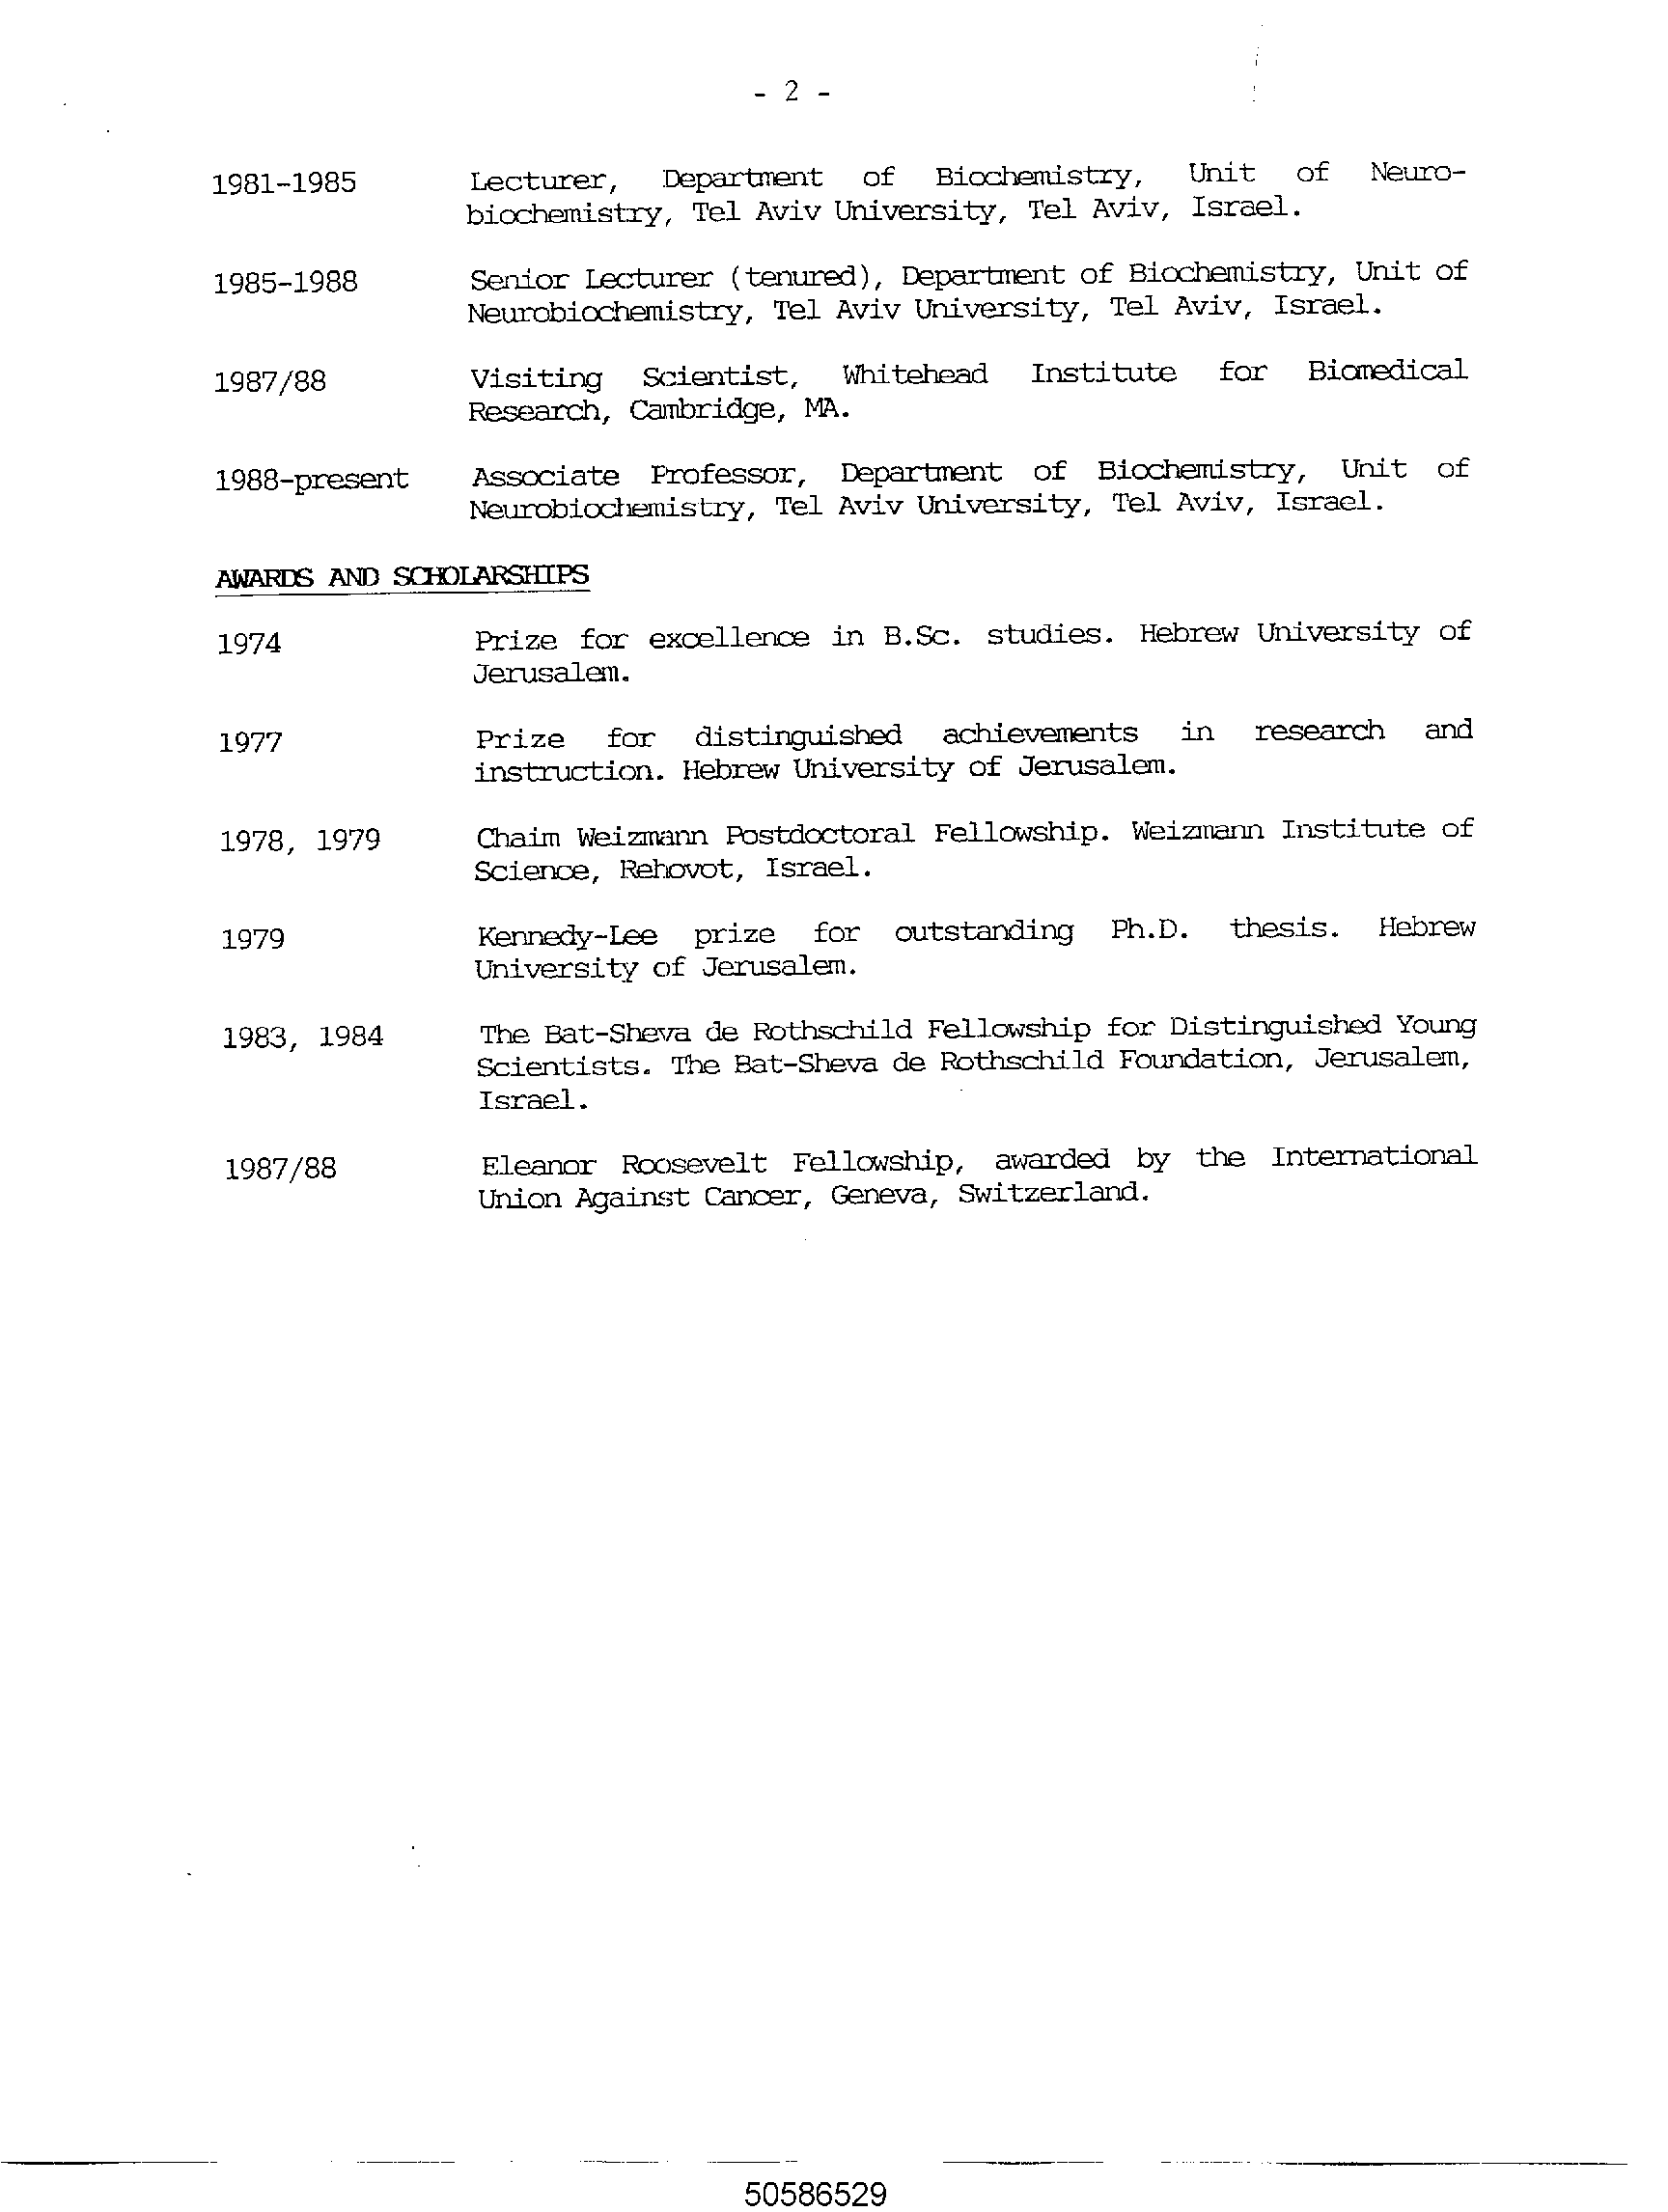 - 2 -
1981-1985 Lecturer, Department of Biochemistry, Unit of Neuro-
biochemistry, Tel Aviv University, Tel Aviv, Israel.
1985-1988 Senior Lecturer (tenured), Department of Biochemistry, Unit of
Neurobiochemistry, Tel Aviv University, Tel Aviv, Israel.
1987/88 Visiting Scientist, Whitehead Institute for Biomedical
Research, Cambridge, MA.
1988-present Associate Professor, Department of Biochemistry, Unit of
Neurobiochemistry, Tel Aviv University, Tel Aviv, Israel.
AWARDS AND SCHOLARSHIPS
1974 Prize for excellence in B.Sc. studies. Hebrew University of
Jerusalem.
1977 Prize for distinguished achievements in research and
instruction. Hebrew University of Jerusalem.
1978, 1979 Chaim Weizmann Postdoctoral Fellowship. Weizmann Institute of
Science, Rehovot, Israel.
1979 Kennedy-Lee prize for outstanding Ph.D. thesis. Hebrew
University of Jerusalem.
1983, 1984 The Bat-Sheva de Rothschild Fellowship for Distinguished Young
Scientists. The Bat-Sheva de Rothschild Foundation, Jerusalem,
Israel.
1987/88 Eleanor Roosevelt Fellowship, awarded by the International
Union Against Cancer, Geneva, Switzerland.
50586529